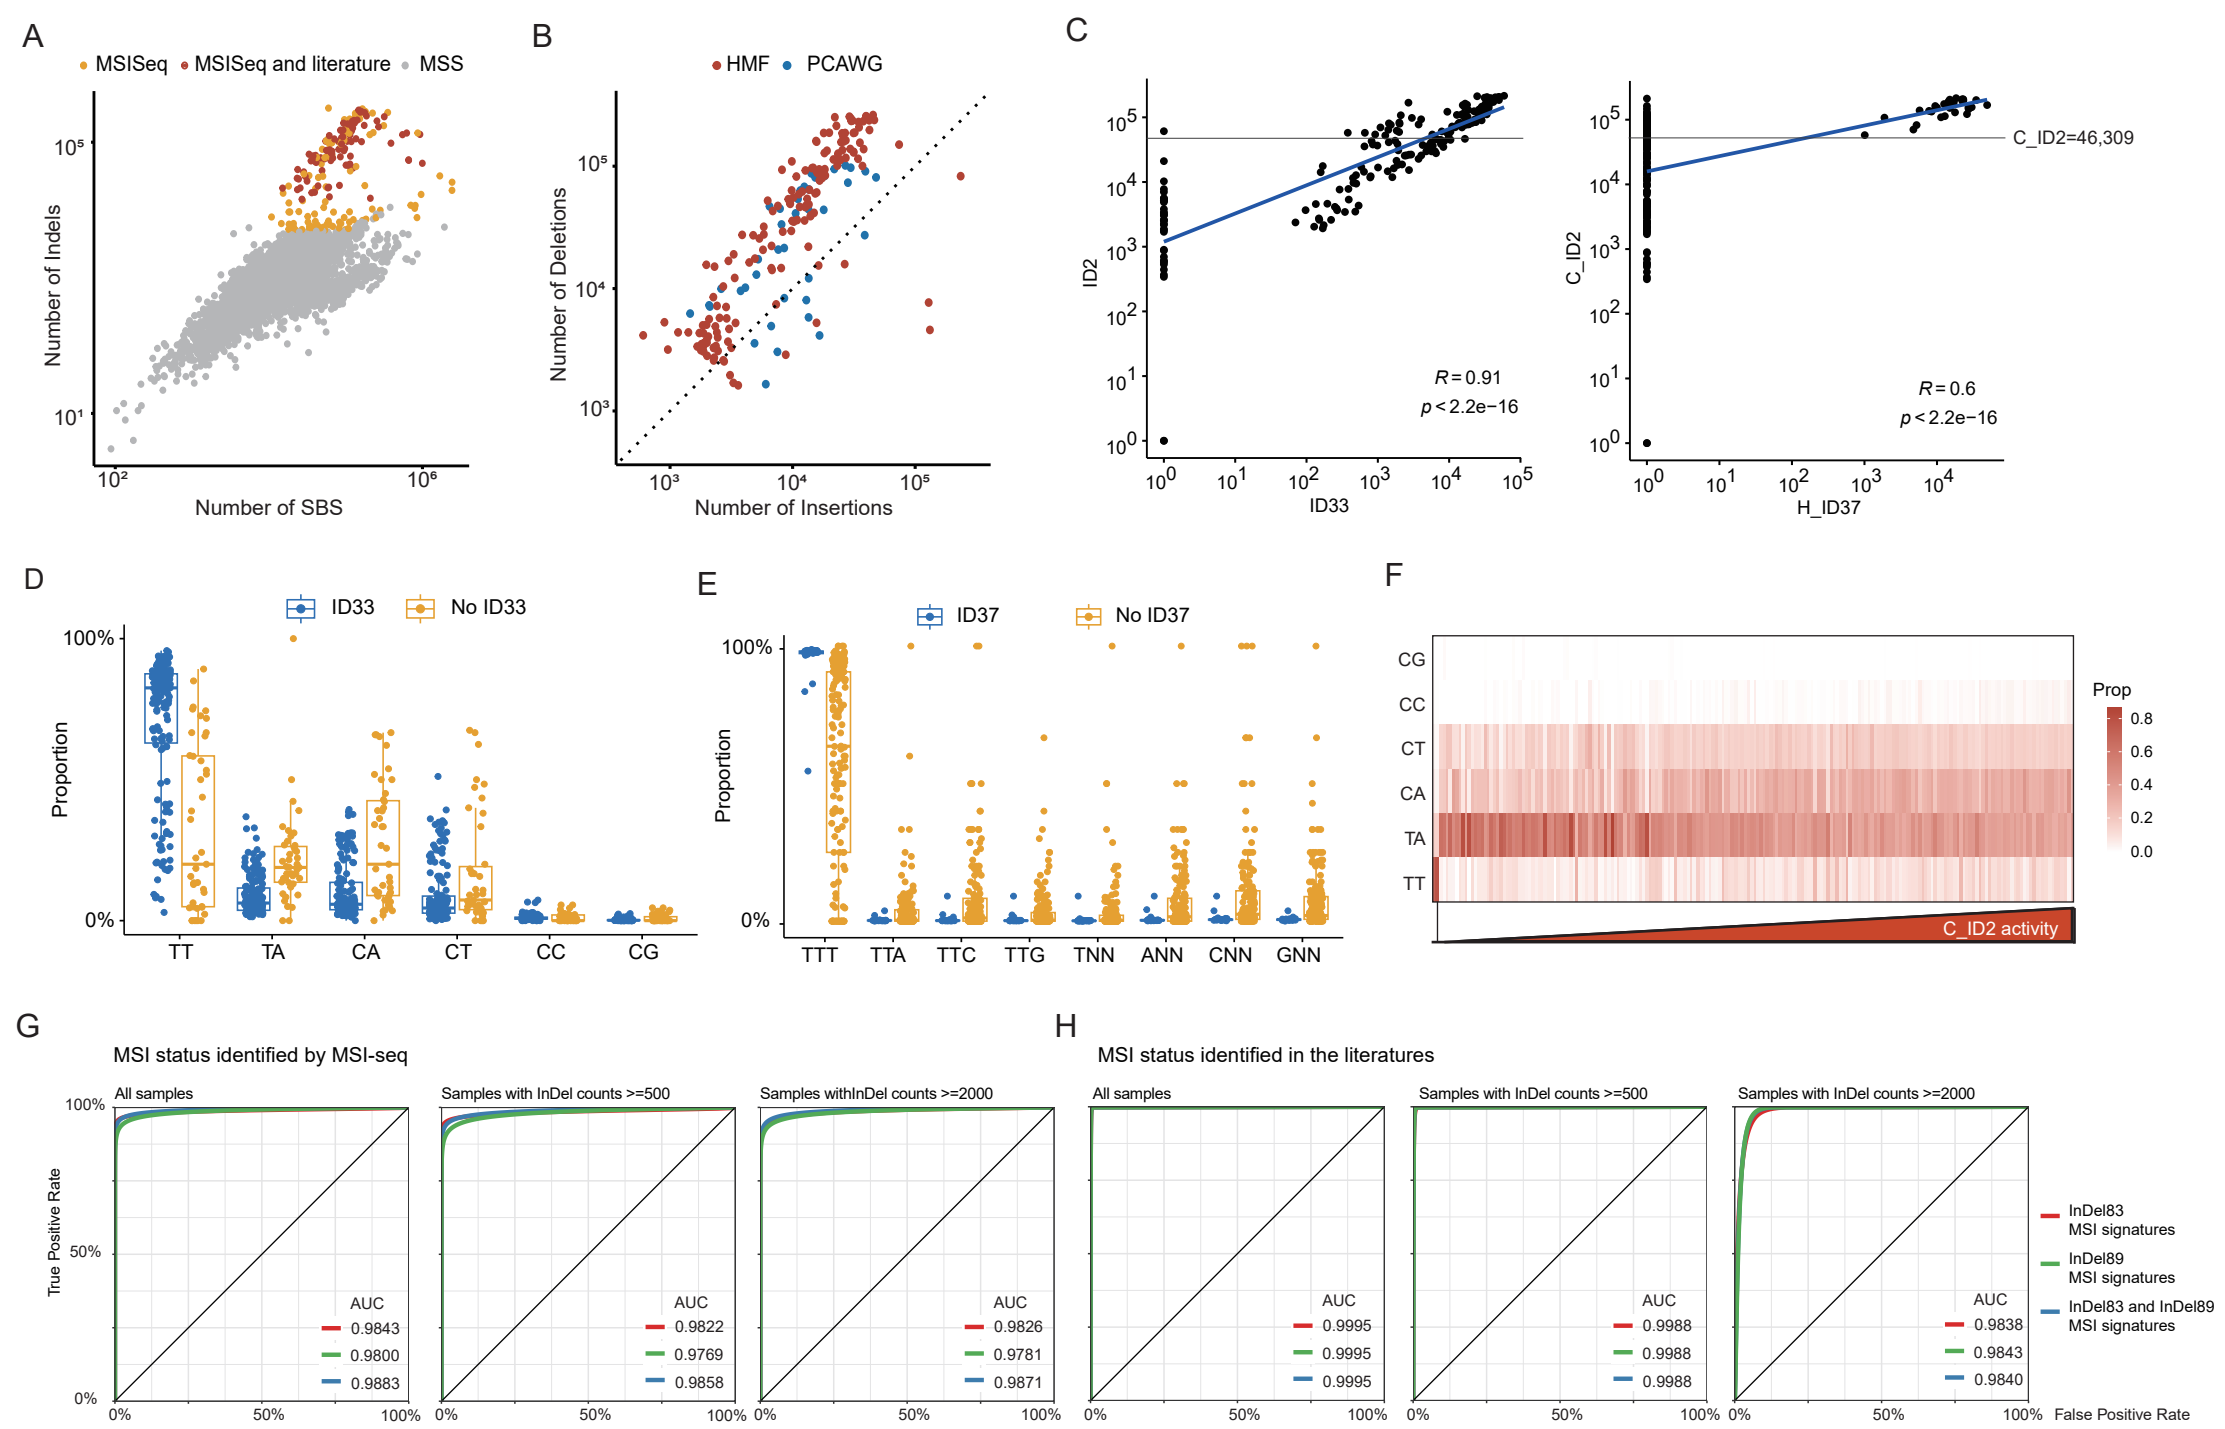 A
MSISeq MSISeq and literature MSS
10⁵
10¹
Number of Indels
10² 10⁶
Number of SBS
B
HMF PCAWG
10⁵
10⁴
10³
Number of Deletions
10³ 10⁴ 10⁵
Number of Insertions
C
10⁵
10⁴
10³
10²
10¹
10⁰
ID2
R = 0.91
p < 2.2e−16
10⁰ 10¹ 10² 10³ 10⁴ 10⁵
ID33
10⁵
10⁴
10³
10²
10¹
10⁰
C_ID2
C_ID2=46,309
R = 0.6
p < 2.2e−16
10⁰ 10¹ 10² 10³ 10⁴
H_ID37
D
ID33 No ID33
100%
0%
Proportion
TT TA CA CT CC CG
E
ID37 No ID37
100%
0%
Proportion
TTT TTA TTC TTG TNN ANN CNN GNN
F
CG
CC
CT
CA
TA
TT
C_ID2 activity
Prop
0.8
0.6
0.4
0.2
0.0
G
MSI status identified by MSI-seq
All samples
100%
50%
0%
True Positive Rate
AUC
0.9843
0.9800
0.9883
0% 50% 100%
Samples with InDel counts >=500
AUC
0.9822
0.9769
0.9858
0% 50% 100%
Samples withInDel counts >=2000
AUC
0.9826
0.9781
0.9871
0% 50% 100%
H
MSI status identified in the literatures
All samples
AUC
0.9995
0.9995
0.9995
0% 50% 100%
Samples with InDel counts >=500
AUC
0.9988
0.9988
0.9988
0% 50% 100%
Samples with InDel counts >=2000
AUC
0.9838
0.9843
0.9840
0% 50% 100%
False Positive Rate
InDel83
MSI signatures
InDel89
MSI signatures
InDel83 and InDel89
MSI signatures